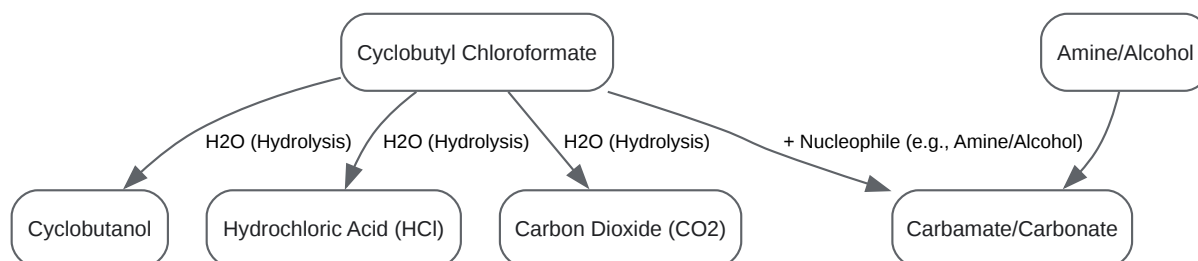 Cyclobutyl Chloroformate
Amine/Alcohol
H2O (Hydrolysis)
H2O (Hydrolysis)
H2O (Hydrolysis)
+ Nucleophile (e.g., Amine/Alcohol)
Cyclobutanol
Hydrochloric Acid (HCl)
Carbon Dioxide (CO2)
Carbamate/Carbonate